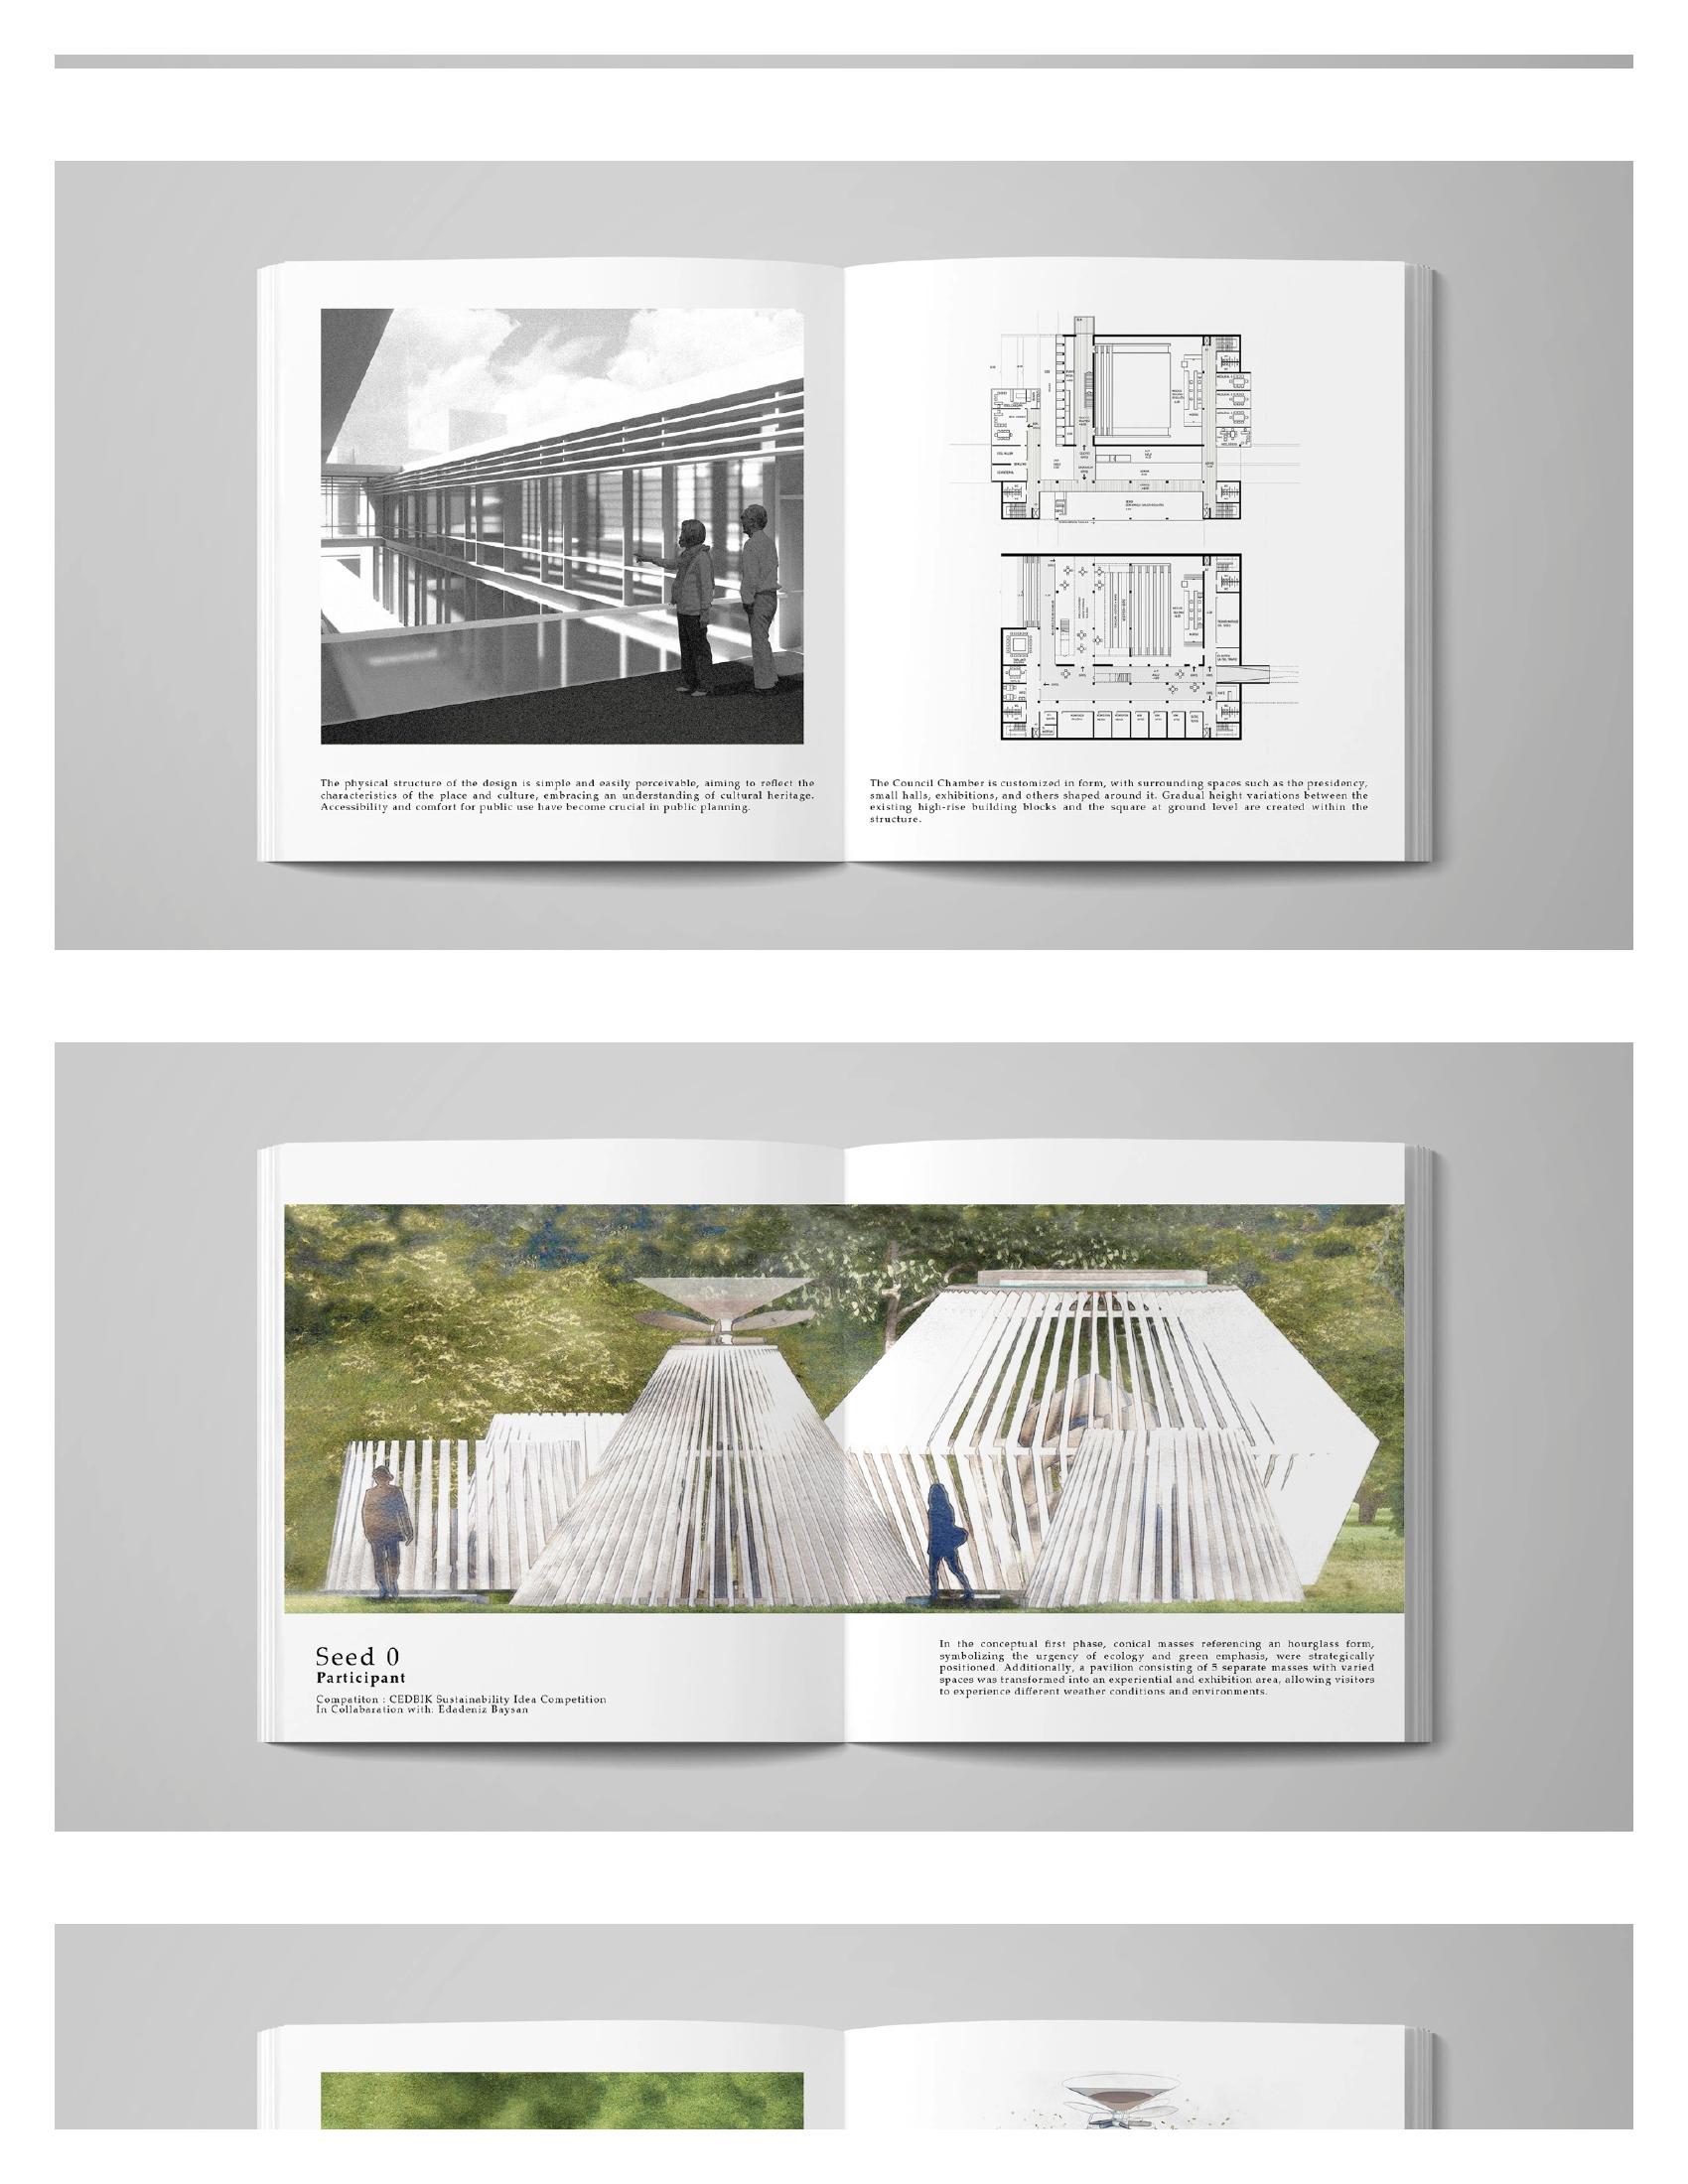 The physical structure of the design is simple and easily perceivable, aiming to reflect the
characteristics of the place and culture, embracing an understanding of cultural heritage.
Accessibility and comfort for public use have become crucial in public planning.
The Council Chamber is customized in form, with surrounding spaces such as the presidency,
small halls, exhibitions, and others shaped around it. Gradual height variations between the
existing high-rise building blocks and the square at ground level are created within the
structure.
Seed 0
Participant
Compatiton : CEDBIK Sustainability Idea Competition
In Collabaration with: Edadeniz Baysan
In the conceptual first phase, conical masses referencing an hourglass form,
symbolizing the urgency of ecology and green emphasis, were strategically
positioned. Additionally, a pavilion consisting of 5 separate masses with varied
spaces was transformed into an experiential and exhibition area, allowing visitors
to experience different weather conditions and environments.